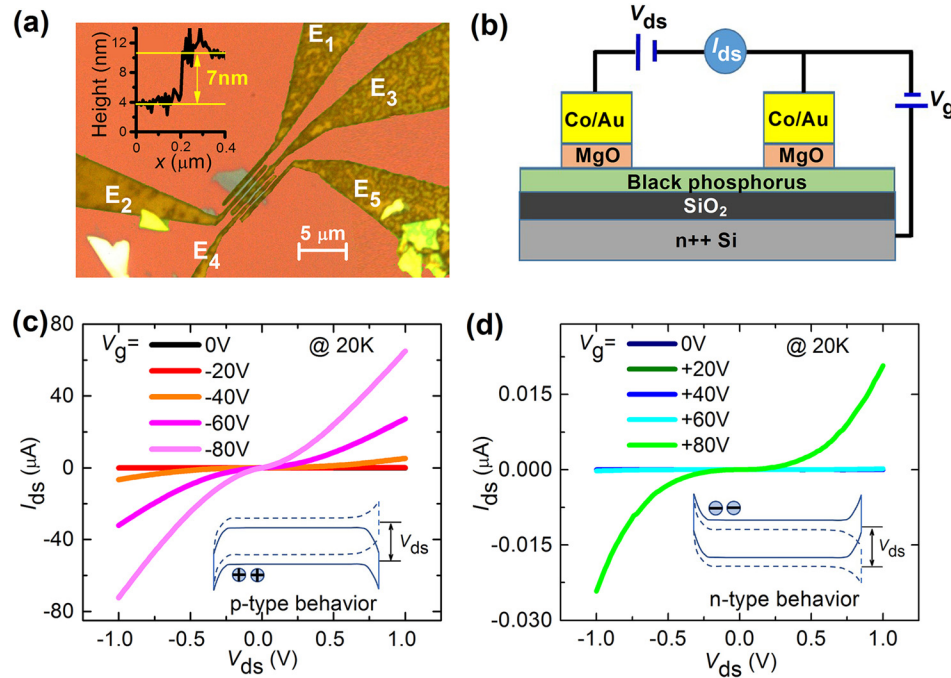 (a)
Height (nm)
12
8
4
0
7nm
0 0.2 0.4
x (μm)
E1
E3
E2
E5
E4
5 μm
(b)
Vds
Ids
Vg
Co/Au Co/Au
MgO MgO
Black phosphorus
SiO2
n++ Si
(c)
Vg= 0V @ 20K
-20V
-40V
-60V
-80V
80
40
0
-40
-80
Ids (μA)
Vds
p-type behavior
-1.0 -0.5 0.0 0.5 1.0
Vds (V)
(d)
Vg= 0V @ 20K
+20V
+40V
+60V
+80V
0.015
0.000
-0.015
-0.030
Ids (μA)
Vds
n-type behavior
-1.0 -0.5 0.0 0.5 1.0
Vds (V)